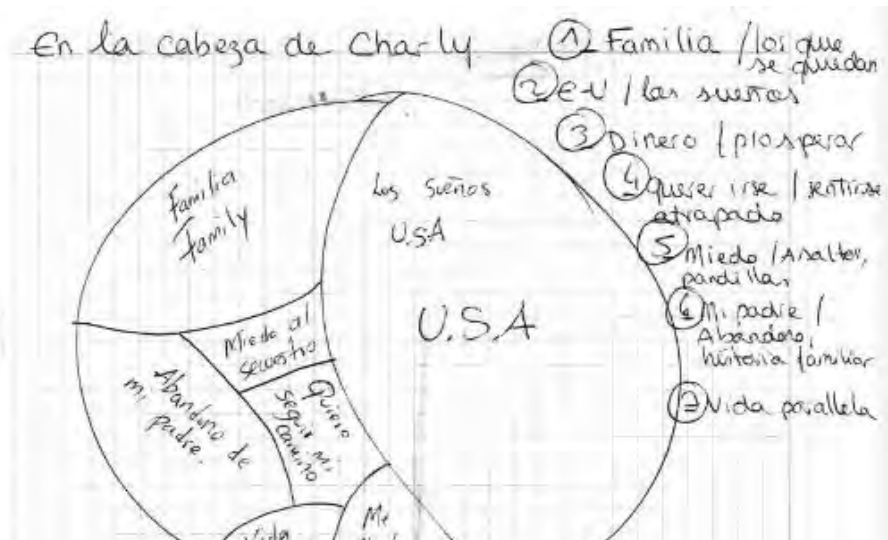 En la cabeza de Charly
① Familia / los que
se quedan
② E-U / los sueños
③ Dinero / prosperar
④ Querer irse / sentirse
atrapado
⑤ Miedo / Asaltos,
pandillas
⑥ Mi padre /
Abandono,
historia familiar
⑦ Vida parallela
Familia
Family
Los Sueños
U.S.A
U.S.A
Miedo al
secuestro
Abandono de
mi padre.
Quiero
seguir mi
camino
Vida
Me